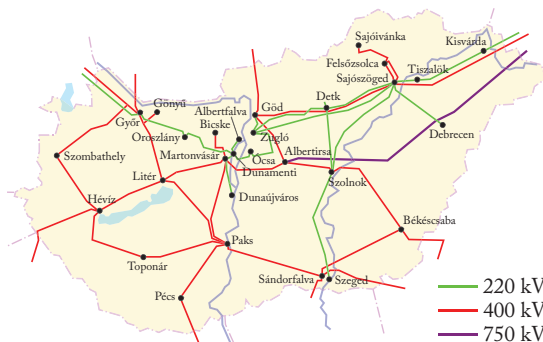 Sajóivánka
Kisvárda
Felsőzsolca
Tiszalök
Sajószöged
Detk
Gönyű
Albertfalva
Göd
Győr
Bicske
Oroszlány
Zugló
Debrecen
Martonvásár
Ócsa
Albertirsa
Szombathely
Dunamenti
Litér
Szolnok
Dunaújváros
Hévíz
Békéscsaba
Paks
Toponár
Sándorfalva
Szeged
Pécs
220 kV
400 kV
750 kV